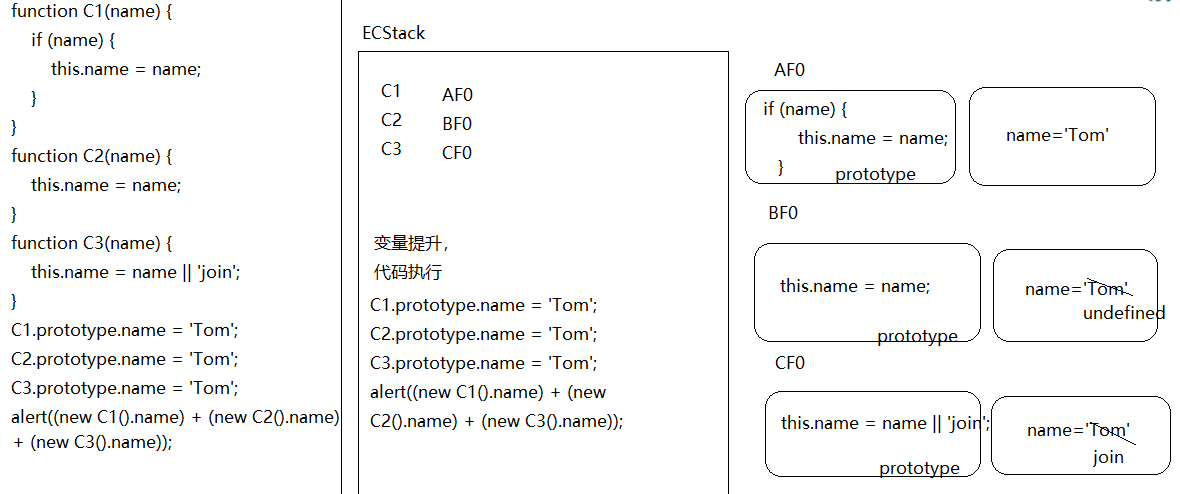 function C1(name) {
if (name) {
this.name = name;
}
}
function C2(name) {
this.name = name;
}
function C3(name) {
this.name = name || 'join';
}
C1.prototype.name = 'Tom';
C2.prototype.name = 'Tom';
C3.prototype.name = 'Tom';
alert((new C1().name) + (new C2().name)
+ (new C3().name));
ECStack
C1 AF0
C2 BF0
C3 CF0
变量提升，
代码执行
C1.prototype.name = 'Tom';
C2.prototype.name = 'Tom';
C3.prototype.name = 'Tom';
alert((new C1().name) + (new
C2().name) + (new C3().name));
AF0
if (name) {
this.name = name;
}
prototype
name='Tom'
BF0
this.name = name;
prototype
name='Tom'
undefined
CF0
this.name = name || 'join';
prototype
name='Tom'
join